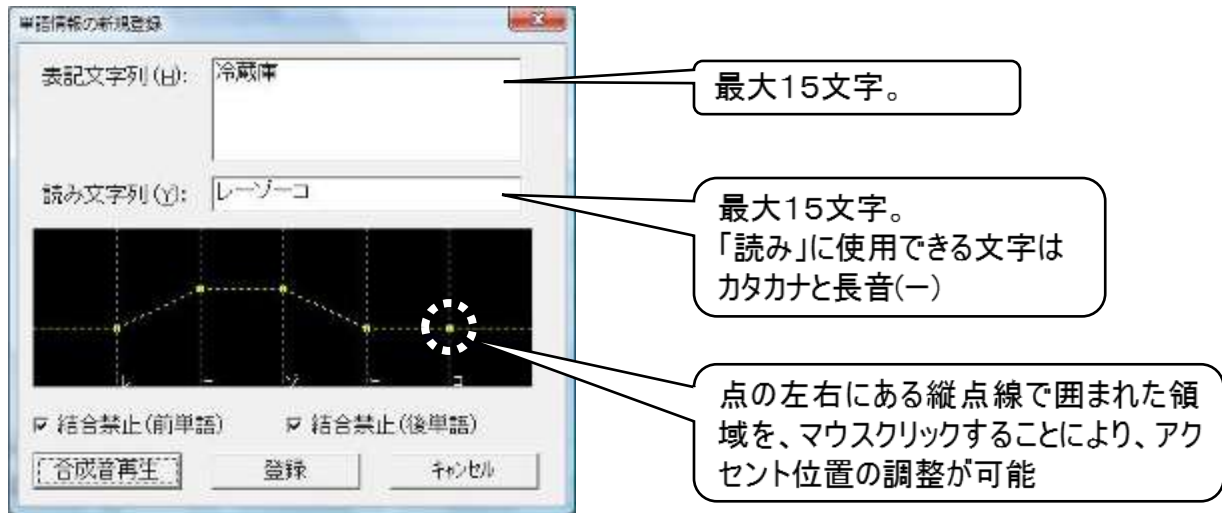 単語情報の新規登録
表記文字列(H):
冷蔵庫
最大15文字。
読み文字列(Y):
レーゾーコ
最大15文字。
「読み」に使用できる文字は
カタカナと長音(ー)
レ ー ゾ ー コ
点の左右にある縦点線で囲まれた領
域を、マウスクリックすることにより、アク
セント位置の調整が可能
結合禁止(前単語)
結合禁止(後単語)
合成音再生
登録
キャンセル